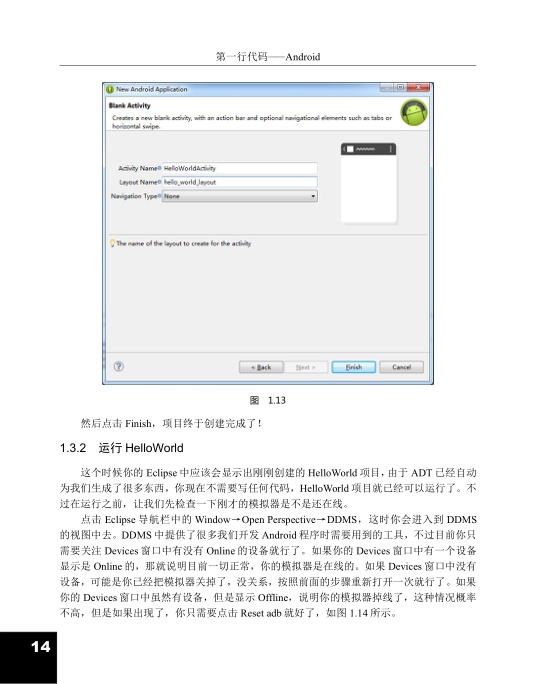 第一行代码——Android
New Android Application
Blank Activity
Creates a new blank activity, with an action bar and optional navigational elements such as tabs or
horizontal swipe.
Activity Name HelloWorldActivity
Layout Name hello_world_layout
Navigation Type None
The name of the layout to create for the activity
< Back
Next >
Finish
Cancel
图 1.13
然后点击 Finish，项目终于创建完成了！
1.3.2 运行 HelloWorld
这个时候你的 Eclipse 中应该会显示出刚刚创建的 HelloWorld 项目，由于 ADT 已经自动
为我们生成了很多东西，你现在不需要写任何代码，HelloWorld 项目就已经可以运行了。不
过在运行之前，让我们先检查一下刚才的模拟器是不是还在线。
点击 Eclipse 导航栏中的 Window→Open Perspective→DDMS，这时你会进入到 DDMS
的视图中去。DDMS 中提供了很多我们开发 Android 程序时需要用到的工具，不过目前你只
需要关注 Devices 窗口中有没有 Online 的设备就行了。如果你的 Devices 窗口中有一个设备
显示是 Online 的，那就说明目前一切正常，你的模拟器是在线的。如果 Devices 窗口中没有
设备，可能是你已经把模拟器关掉了，没关系，按照前面的步骤重新打开一次就行了。如果
你的 Devices 窗口中虽然有设备，但是显示 Offline，说明你的模拟器掉线了，这种情况概率
不高，但是如果出现了，你只需要点击 Reset adb 就好了，如图 1.14 所示。
14